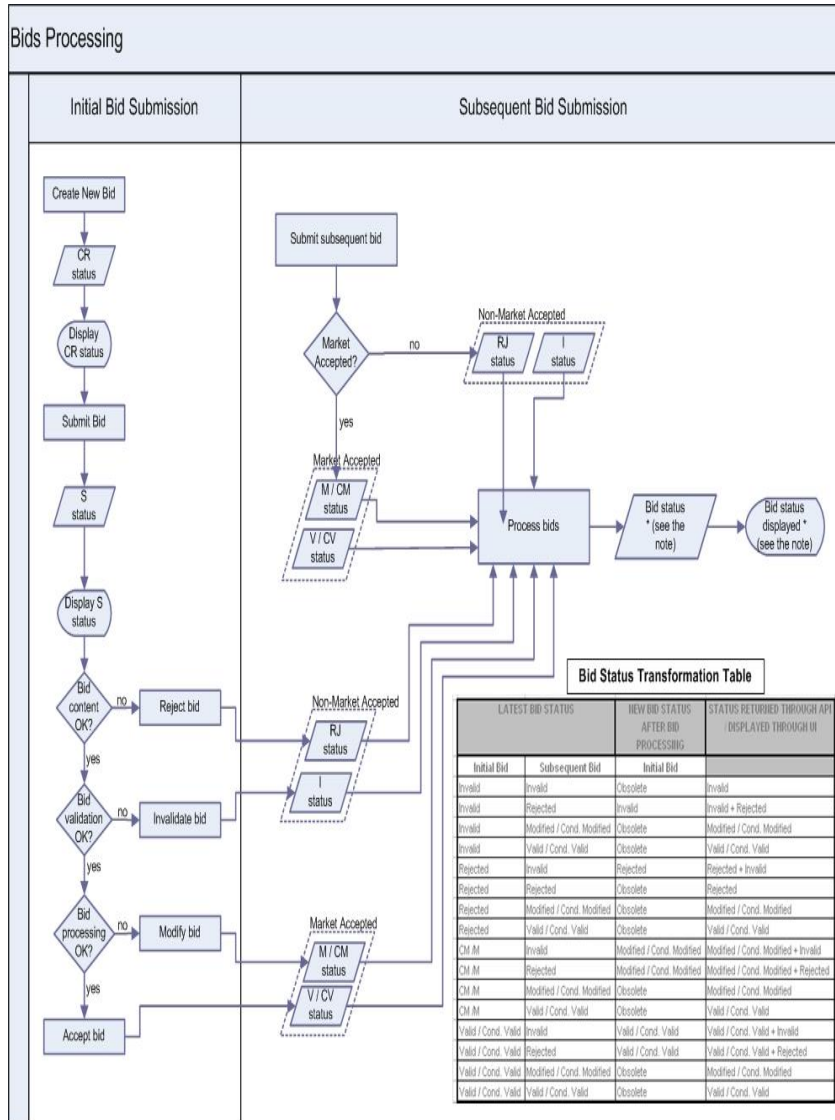 Bids Processing
Initial Bid Submission
Subsequent Bid Submission
Create New Bid
CR
status
Display
CR status
Submit Bid
S
status
Display S
status
Bid
content
OK?
no
Reject bid
yes
Bid
validation
OK?
no
Invalidate bid
yes
Bid
processing
OK?
no
Modify bid
yes
Accept bid
Submit subsequent bid
Market
Accepted?
no
yes
Non-Market Accepted
RJ
status
I
status
Market Accepted
M / CM
status
V / CV
status
Process bids
Bid status
* (see the
note)
Bid status
displayed *
(see the note)
Non-Market Accepted
RJ
status
I
status
Market Accepted
M / CM
status
V / CV
status
Bid Status Transformation Table
LATEST BID STATUS
NEW BID STATUS
AFTER BID
PROCESSING
STATUS RETURNED THROUGH API
/ DISPLAYED THROUGH UI
Initial Bid Subsequent Bid Initial Bid
Invalid Invalid Obsolete Invalid
Invalid Rejected Invalid Invalid + Rejected
Invalid Modified / Cond. Modified Obsolete Modified / Cond. Modified
Invalid Valid / Cond. Valid Obsolete Valid / Cond. Valid
Rejected Invalid Rejected Rejected + Invalid
Rejected Rejected Obsolete Rejected
Rejected Modified / Cond. Modified Obsolete Modified / Cond. Modified
Rejected Valid / Cond. Valid Obsolete Valid / Cond. Valid
CM /M Invalid Modified / Cond. Modified Modified / Cond. Modified + Invalid
CM /M Rejected Modified / Cond. Modified Modified / Cond. Modified + Rejected
CM /M Modified / Cond. Modified Obsolete Modified / Cond. Modified
CM /M Valid / Cond. Valid Obsolete Valid / Cond. Valid
Valid / Cond. Valid Invalid Valid / Cond. Valid Valid / Cond. Valid + Invalid
Valid / Cond. Valid Rejected Valid / Cond. Valid Valid / Cond. Valid + Rejected
Valid / Cond. Valid Modified / Cond. Modified Obsolete Modified / Cond. Modified
Valid / Cond. Valid Valid / Cond. Valid Obsolete Valid / Cond. Valid